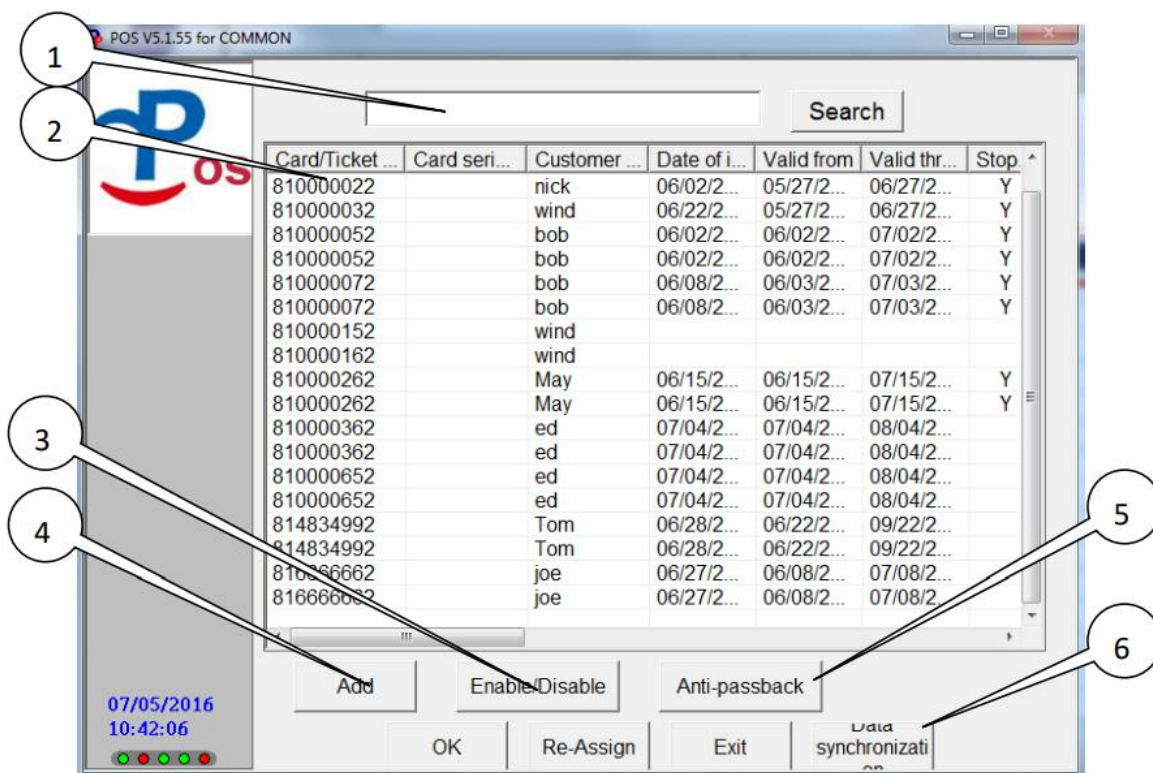 POS V5.1.55 for COMMON
1
2
Pos
Search
Card/Ticket ... Card seri... Customer ... Date of i... Valid from Valid thr... Stop.
810000022 nick 06/02/2... 05/27/2... 06/27/2... Y
810000032 wind 06/22/2... 05/27/2... 06/27/2... Y
810000052 bob 06/02/2... 06/02/2... 07/02/2... Y
810000052 bob 06/02/2... 06/02/2... 07/02/2... Y
810000072 bob 06/08/2... 06/03/2... 07/03/2... Y
810000072 bob 06/08/2... 06/03/2... 07/03/2... Y
810000152 wind
810000162 wind
810000262 May 06/15/2... 06/15/2... 07/15/2... Y
810000262 May 06/15/2... 06/15/2... 07/15/2... Y
810000362 ed 07/04/2... 07/04/2... 08/04/2...
3
810000362 ed 07/04/2... 07/04/2... 08/04/2...
810000652 ed 07/04/2... 07/04/2... 08/04/2...
810000652 ed 07/04/2... 07/04/2... 08/04/2...
814834992 Tom 06/28/2... 06/22/2... 09/22/2...
5
4
814834992 Tom 06/28/2... 06/22/2... 09/22/2...
816666662 joe 06/27/2... 06/08/2... 07/08/2...
816666662 joe 06/27/2... 06/08/2... 07/08/2...
6
Add Enable/Disable Anti-passback
07/05/2016
10:42:06
OK Re-Assign Exit
Data
synchronizati
on